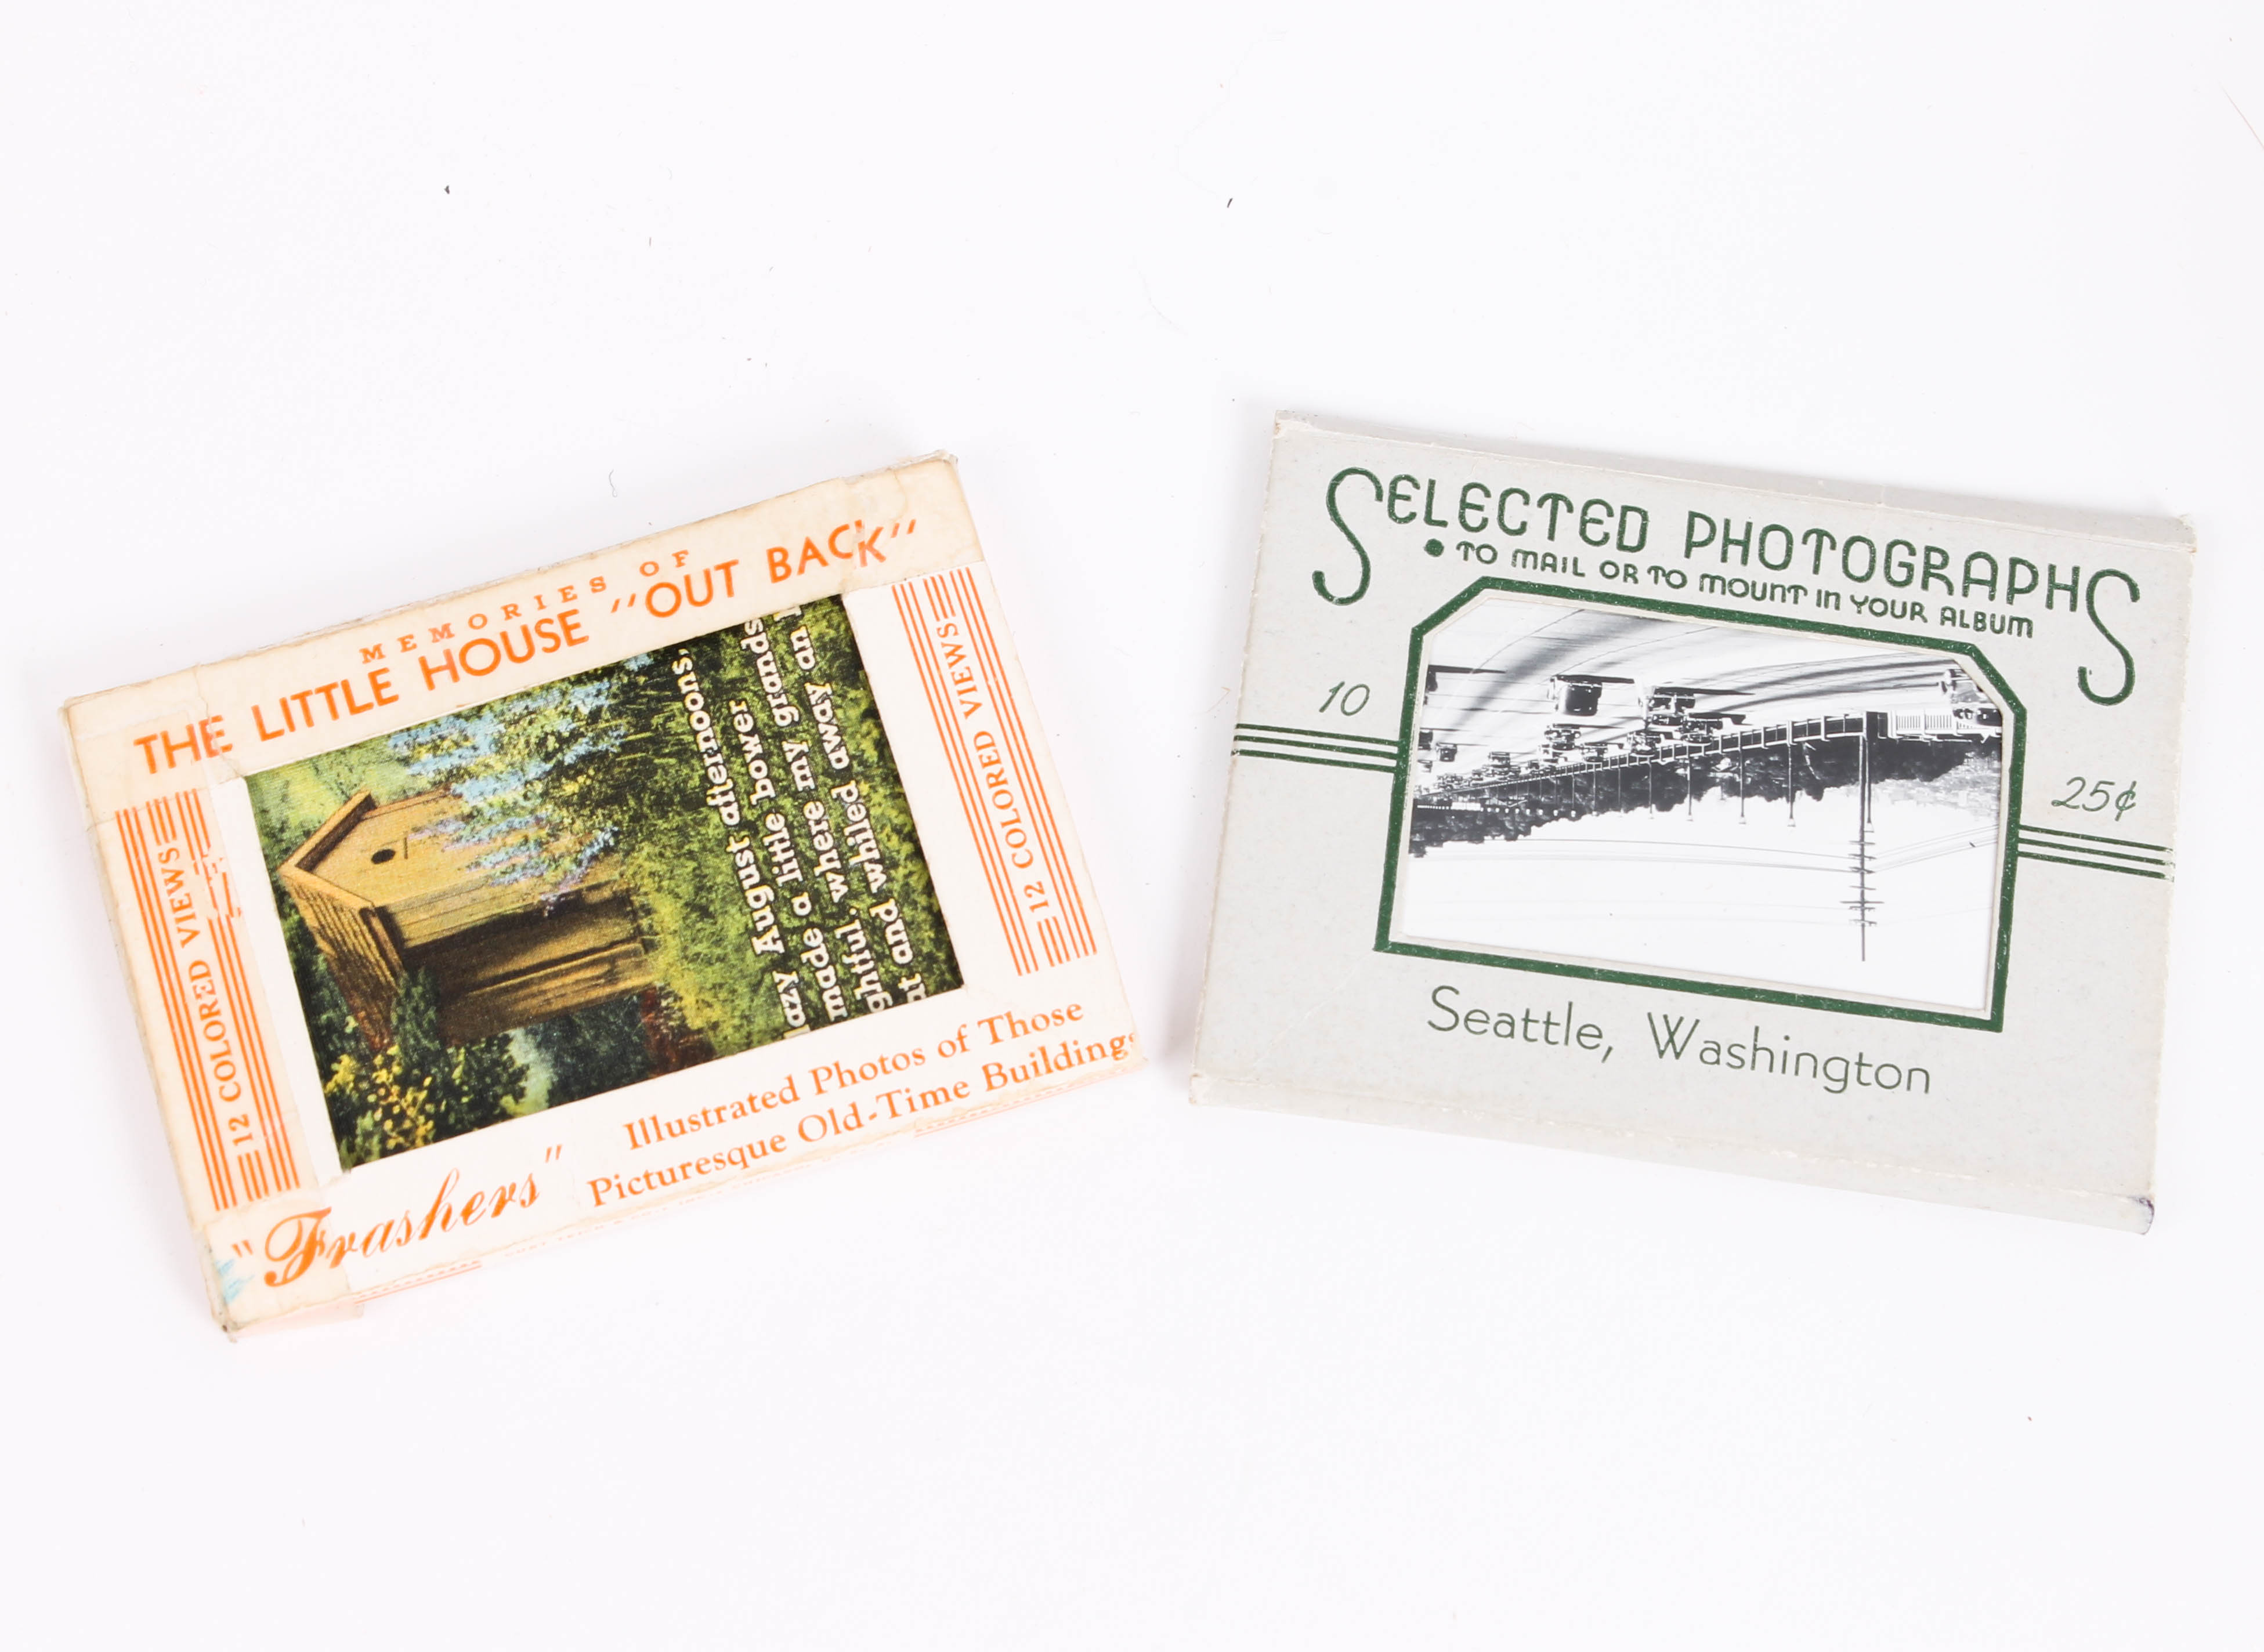 MEMORIES OF
THE LITTLE HOUSE "OUT BACK"
12 COLORED VIEWS
12 COLORED VIEWS
August afternoons,
made a little bower
where my grands
and whiled away an
"Frashers"
Illustrated Photos of Those
Picturesque Old-Time Buildings
SELECTED PHOTOGRAPHS
• TO MAIL OR TO MOUNT IN YOUR ALBUM
10
25¢
Seattle, Washington